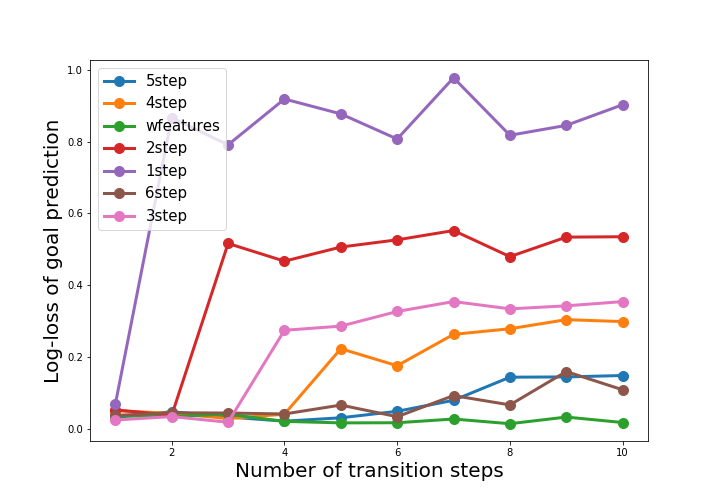 1.0
0.8
0.6
0.4
0.2
0.0
Log-loss of goal prediction
5step
4step
wfeatures
2step
1step
6step
3step
2
4
6
8
10
Number of transition steps